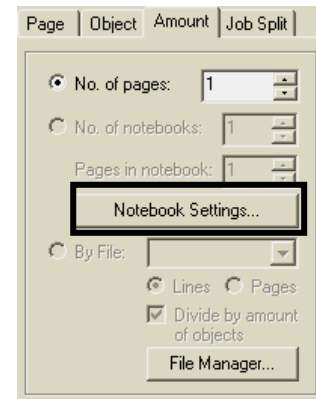 Page Object Amount Job Split
No. of pages: 1
No. of notebooks: 1
Pages in notebook: 1
Notebook Settings...
By File:
Lines Pages
Divide by amount
of objects
File Manager...